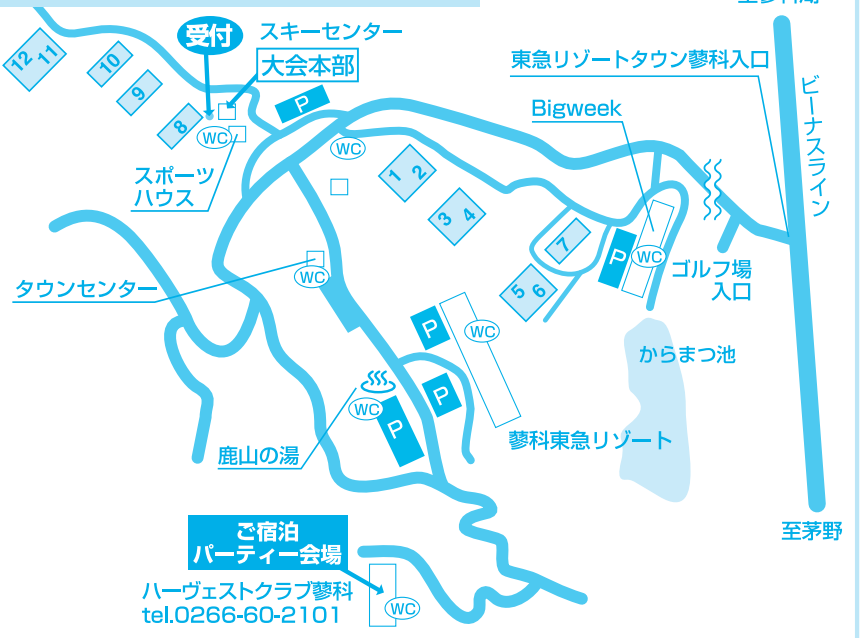 受付
スキーセンター
大会本部
12 11
10
9
8
P
WC
WC
スポーツ
ハウス
1 2
3 4
東急リゾートタウン蓼科入口
Bigweek
ビーナスライン
7
P
WC
ゴルフ場
入口
5 6
タウンセンター
WC
P
WC
からまつ池
WC
P
P
鹿山の湯
蓼科東急リゾート
至茅野
ご宿泊
パーティー会場
ハーヴェストクラブ蓼科
tel.0266-60-2101
WC